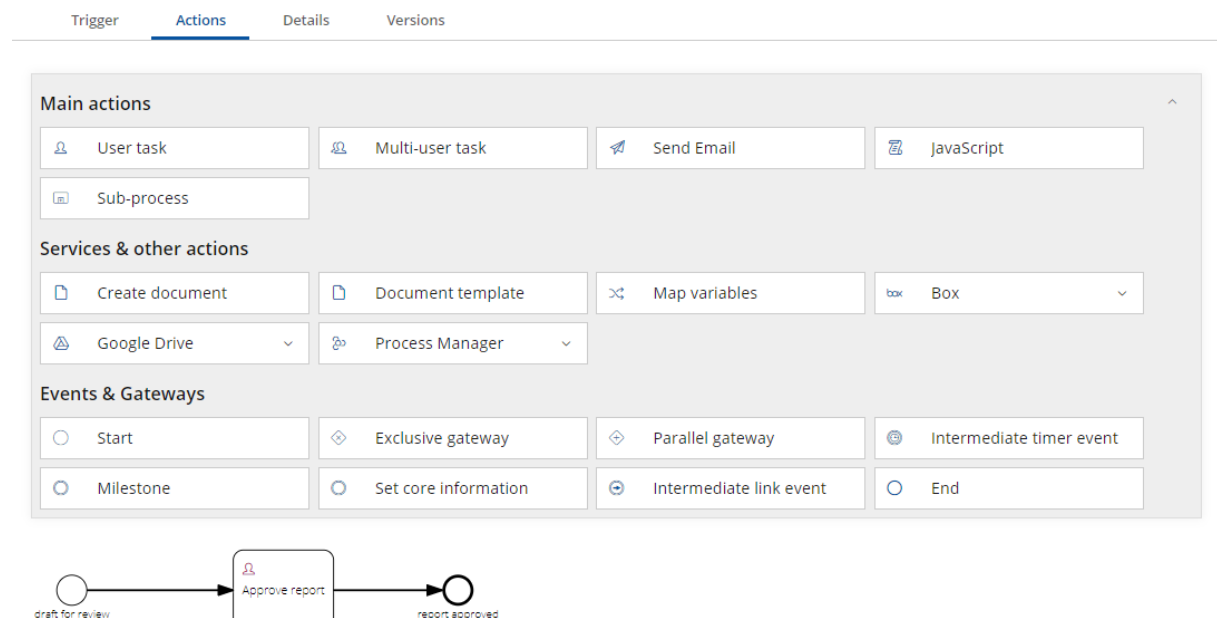 Trigger Actions Details Versions
Main actions
User task Multi-user task Send Email JavaScript
Sub-process
Services & other actions
Create document Document template Map variables box Box
Google Drive Process Manager
Events & Gateways
Start Exclusive gateway Parallel gateway Intermediate timer event
Milestone Set core information Intermediate link event End
Approve report
draft for review report approved